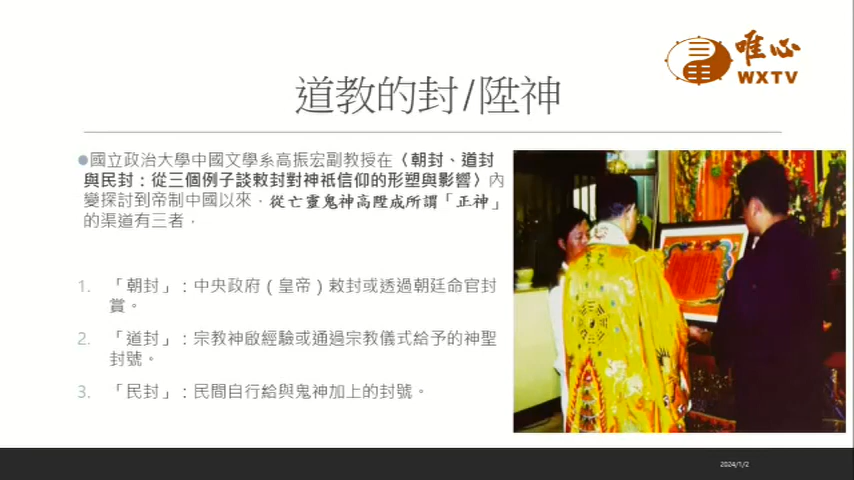 唯心
WXTV
道教的封/陞神
●國立政治大學中國文學系高振宏副教授在〈朝封、道封
與民封：從三個例子談敕封對神祇信仰的形塑與影響〉內
變探討到帝制中國以來，從亡靈鬼神高陞成所謂「正神」
的渠道有三者，
1. 「朝封」：中央政府（皇帝）敕封或透過朝廷命官封
賞。
2. 「道封」：宗教神啟經驗或通過宗教儀式給予的神聖
封號。
3. 「民封」：民間自行給與鬼神加上的封號。
2024/1/2